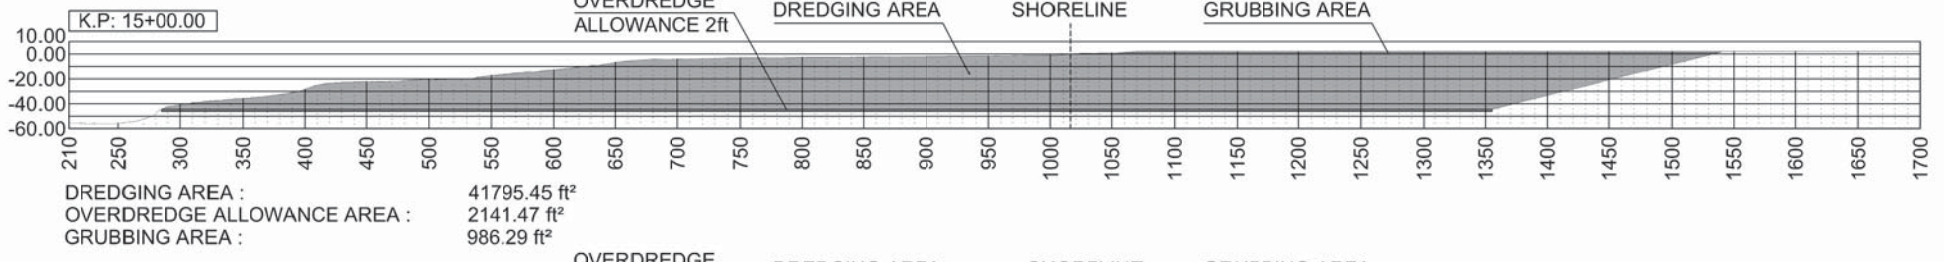 OVERDREDGE
ALLOWANCE 2ft
DREDGING AREA
SHORELINE
GRUBBING AREA
K.P: 15+00.00
10.00
0.00
-20.00
-40.00
-60.00
210 250 300 350 400 450 500 550 600 650 700 750 800 850 900 950 1000 1050 1100 1150 1200 1250 1300 1350 1400 1450 1500 1550 1600 1650 1700
DREDGING AREA : 41795.45 ft²
OVERDREDGE ALLOWANCE AREA : 2141.47 ft²
GRUBBING AREA : 986.29 ft²
OVERDREDGE